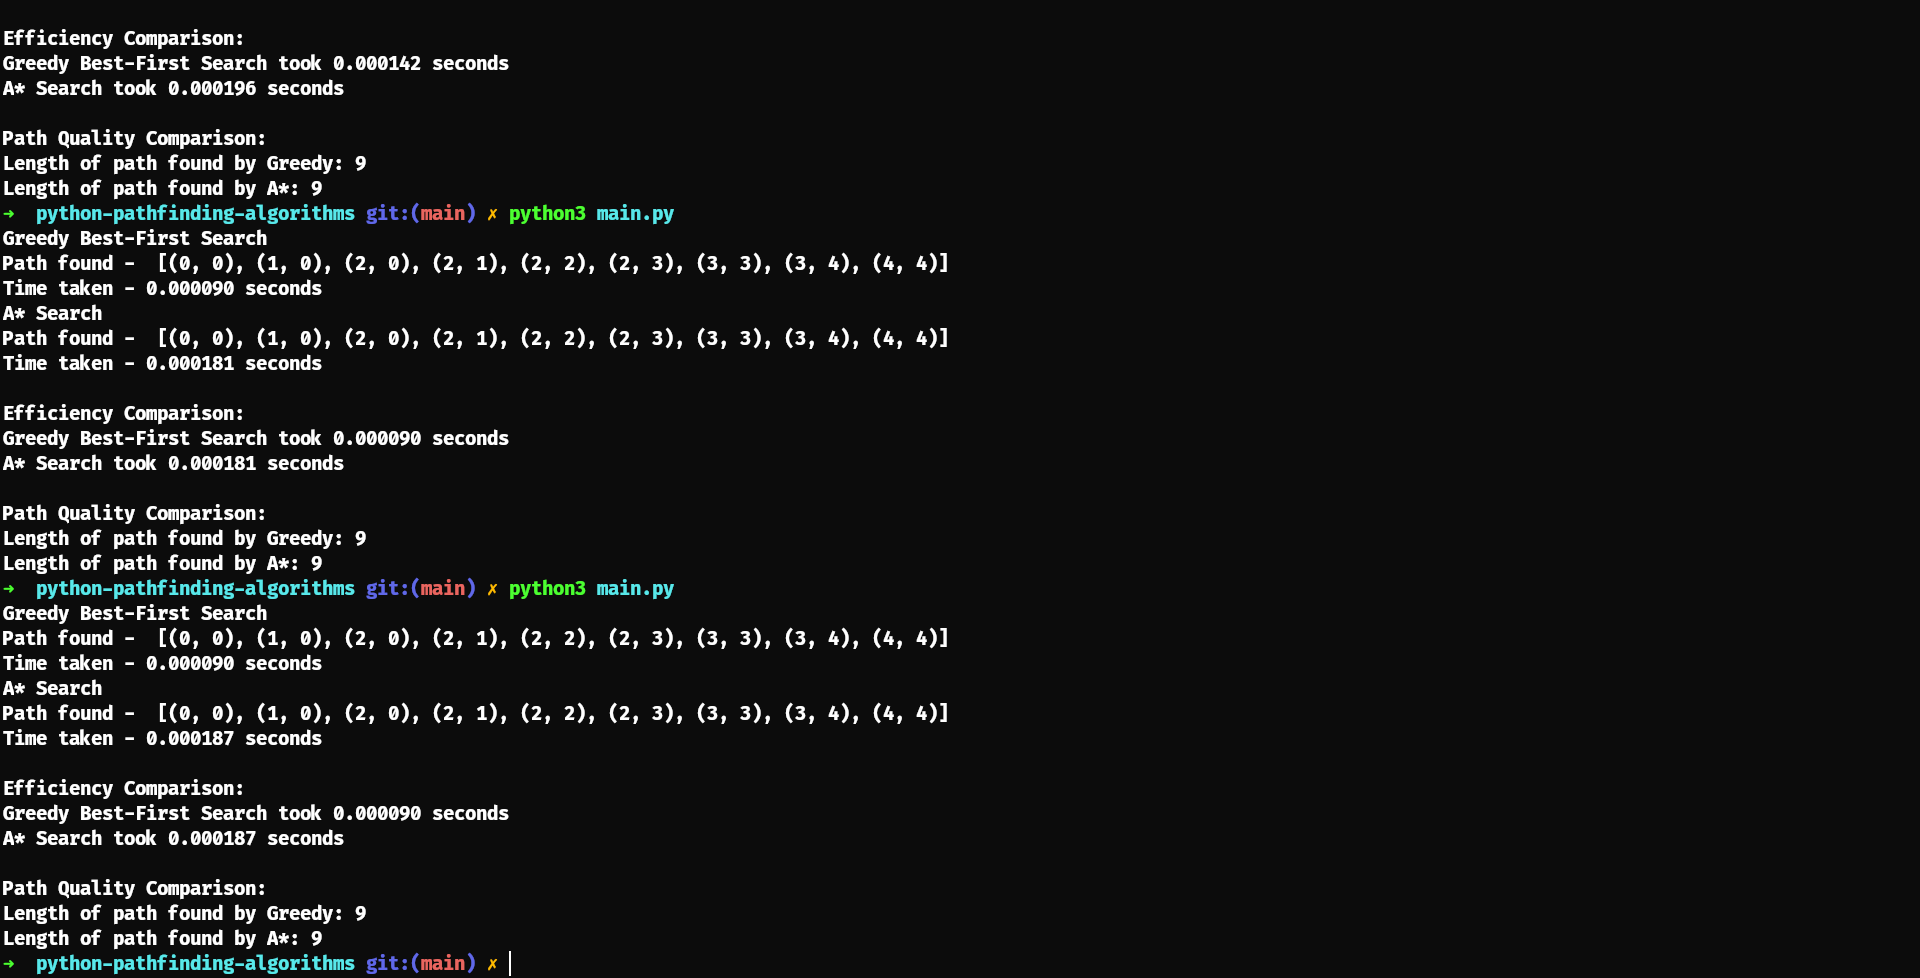 Efficiency Comparison:
Greedy Best-First Search took 0.000142 seconds
A* Search took 0.000196 seconds
Path Quality Comparison:
Length of path found by Greedy: 9
Length of path found by A*: 9
➜  python-pathfinding-algorithms git:(main) ✗ python3 main.py
Greedy Best-First Search
Path found -  [(0, 0), (1, 0), (2, 0), (2, 1), (2, 2), (2, 3), (3, 3), (3, 4), (4, 4)]
Time taken - 0.000090 seconds
A* Search
Path found -  [(0, 0), (1, 0), (2, 0), (2, 1), (2, 2), (2, 3), (3, 3), (3, 4), (4, 4)]
Time taken - 0.000181 seconds
Efficiency Comparison:
Greedy Best-First Search took 0.000090 seconds
A* Search took 0.000181 seconds
Path Quality Comparison:
Length of path found by Greedy: 9
Length of path found by A*: 9
➜  python-pathfinding-algorithms git:(main) ✗ python3 main.py
Greedy Best-First Search
Path found -  [(0, 0), (1, 0), (2, 0), (2, 1), (2, 2), (2, 3), (3, 3), (3, 4), (4, 4)]
Time taken - 0.000090 seconds
A* Search
Path found -  [(0, 0), (1, 0), (2, 0), (2, 1), (2, 2), (2, 3), (3, 3), (3, 4), (4, 4)]
Time taken - 0.000187 seconds
Efficiency Comparison:
Greedy Best-First Search took 0.000090 seconds
A* Search took 0.000187 seconds
Path Quality Comparison:
Length of path found by Greedy: 9
Length of path found by A*: 9
➜  python-pathfinding-algorithms git:(main) ✗